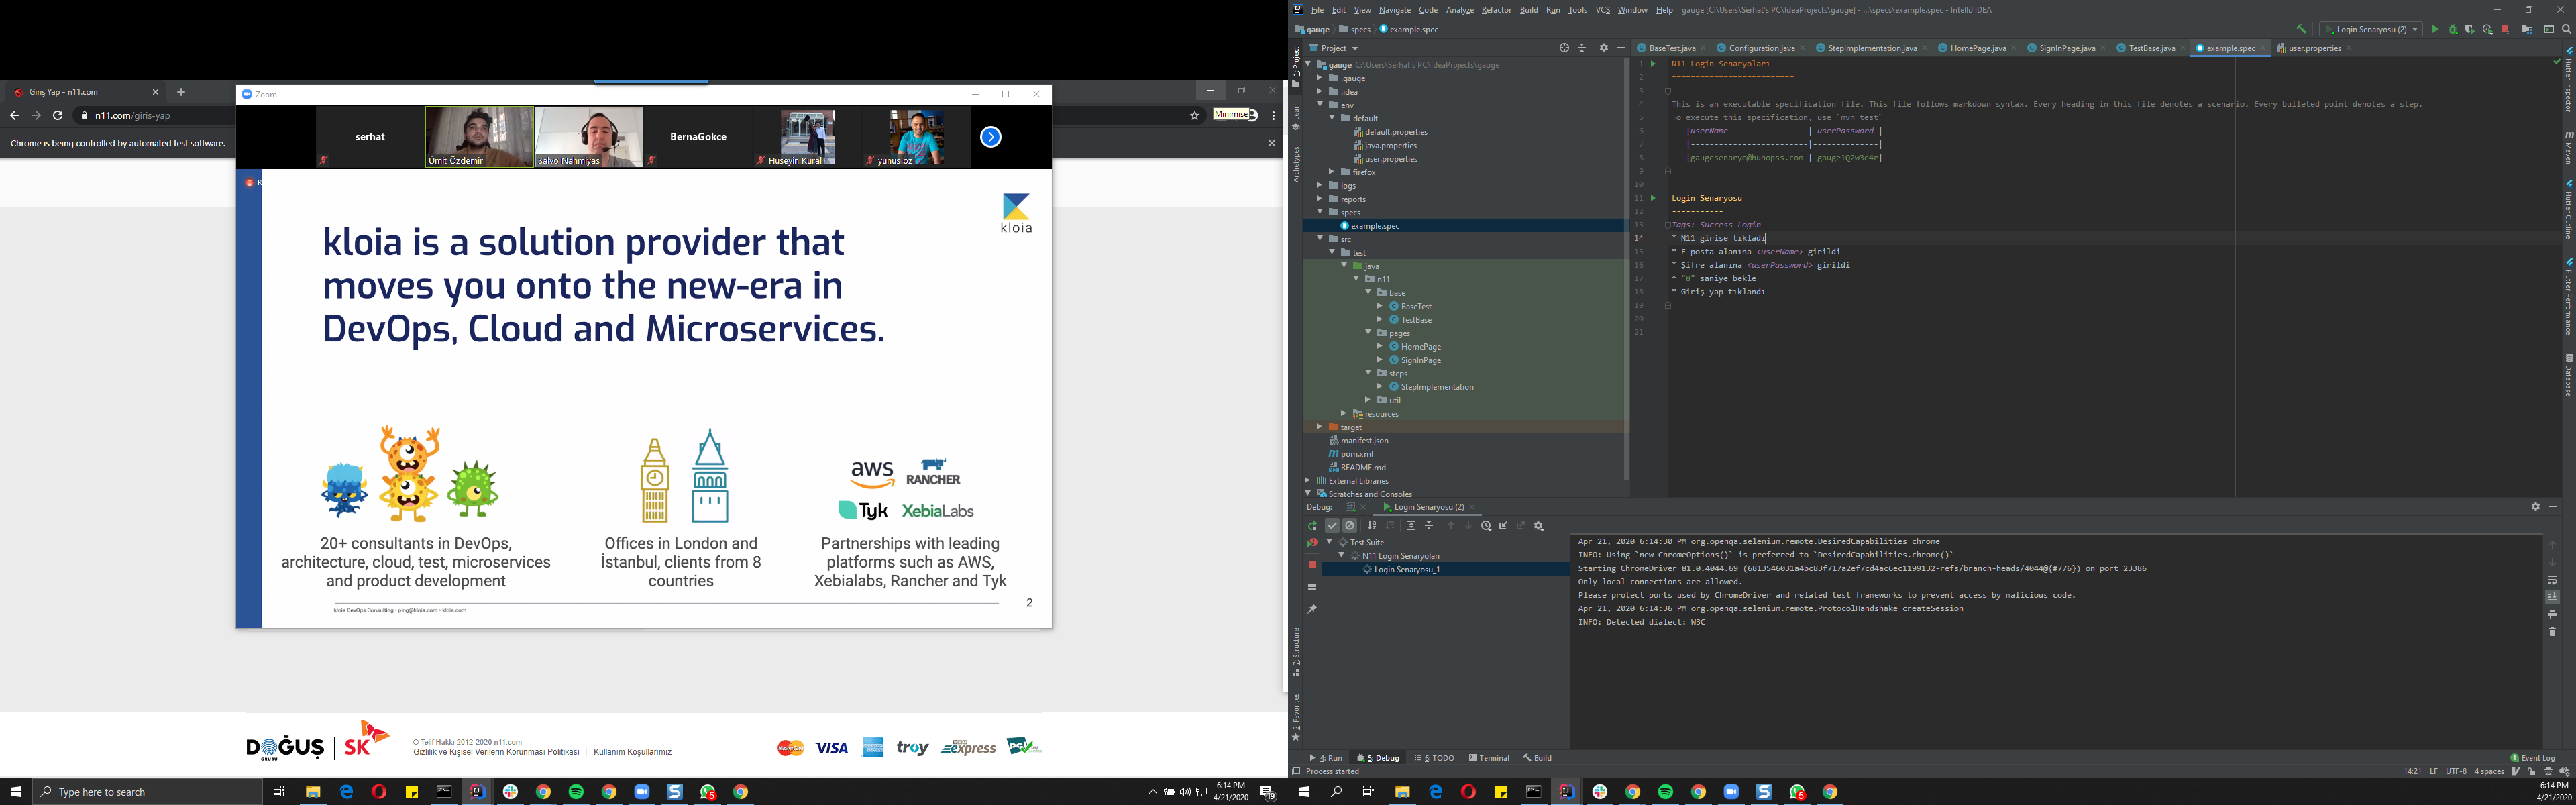 Giriş Yap - n11.com
n11.com/giris-yap
Chrome is being controlled by automated test software.
Minimise
Zoom
serhat
Ümit Özdemir
Salvo Nahmiyas
BernaGokce
Hüseyin Kural
yunus öz
kloia
kloia is a solution provider that
moves you onto the new-era in
DevOps, Cloud and Microservices.
aws
RANCHER
Tyk
XebiaLabs
20+ consultants in DevOps,
architecture, cloud, test, microservices
and product development
Offices in London and
İstanbul, clients from 8
countries
Partnerships with leading
platforms such as AWS,
Xebialabs, Rancher and Tyk
kloia DevOps Consulting • ping@kloia.com • kloia.com
2
DOĞUŞ
GRUBU
SK
© Telif Hakkı 2012-2020 n11.com
Gizlilik ve Kişisel Verilerin Korunması Politikası
Kullanım Koşullarımız
MasterCard
VISA
troy
express
Type here to search
6:14 PM
4/21/2020
File Edit View Navigate Code Analyze Refactor Build Run Tools VCS Window Help gauge [C:\Users\Serhat's PC\IdeaProjects\gauge] - ...\specs\example.spec - IntelliJ IDEA
gauge specs example.spec
Login Senaryosu (2)
Project
BaseTest.java Configuration.java StepImplementation.java HomePage.java SignInPage.java TestBase.java example.spec user.properties
gauge C:\Users\Serhat's PC\IdeaProjects\gauge
.gauge
.idea
env
default
default.properties
java.properties
user.properties
firefox
logs
reports
specs
example.spec
src
test
java
n11
base
BaseTest
TestBase
pages
HomePage
SignInPage
steps
StepImplementation
util
resources
target
manifest.json
pom.xml
README.md
External Libraries
Scratches and Consoles
1: Project
Learn
Archetypes
7: Structure
2: Favorites
1 N11 Login Senaryoları
2 ==========================
3
4 This is an executable specification file. This file follows markdown syntax. Every heading in this file denotes a scenario. Every bulleted point denotes a step.
5 To execute this specification, use `mvn test`
6 |userName | userPassword |
7 |-------------------------|--------------|
8 |gaugesenaryo@hubopss.com | gauge1Q2w3e4r|
9
10
11 Login Senaryosu
12 -----------
13 Tags: Success Login
14 * N11 girişe tıkladı
15 * E-posta alanına <userName> girildi
16 * Şifre alanına <userPassword> girildi
17 * "8" saniye bekle
18 * Giriş yap tıklandı
19
20
21
Flutter Inspector
Maven
Flutter Outline
Flutter Performance
Database
Debug: Login Senaryosu (2)
Test Suite
N11 Login Senaryoları
Login Senaryosu_1
Apr 21, 2020 6:14:30 PM org.openqa.selenium.remote.DesiredCapabilities chrome
INFO: Using `new ChromeOptions()` is preferred to `DesiredCapabilities.chrome()`
Starting ChromeDriver 81.0.4044.69 (6813546031a4bc83f717a2ef7cd4ac6ec1199132-refs/branch-heads/4044@{#776}) on port 23386
Only local connections are allowed.
Please protect ports used by ChromeDriver and related test frameworks to prevent access by malicious code.
Apr 21, 2020 6:14:36 PM org.openqa.selenium.remote.ProtocolHandshake createSession
INFO: Detected dialect: W3C
4: Run 5: Debug 6: TODO Terminal Build
Event Log
Process started
14:21 LF UTF-8 4 spaces
6:14 PM
4/21/2020